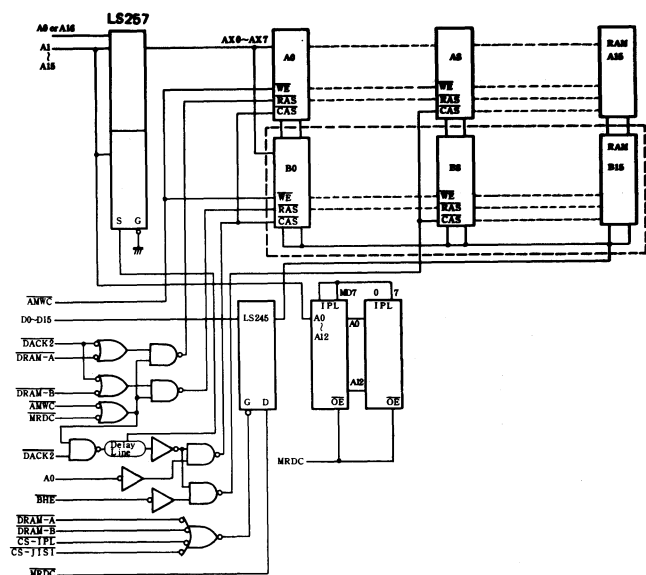 LS257
A0 or A16
A1
~
A15
AX0~AX7
A0
A8
RAM
A15
WE
RAS
CAS
WE
RAS
CAS
B0
B8
RAM
B15
WE
RAS
CAS
WE
RAS
CAS
S G
AMWC
D0~D15
LS245
G D
IPL
MD7 0 7
IPL
A0
~
A12
A0
A12
OE
OE
MRDC
DACK2
DRAM-A
DRAM-B
AMWC
MRDC
DACK2
Delay
Line
A0
BHE
DRAM-A
DRAM-B
CS-IPL
CS-JIS1
MRDC